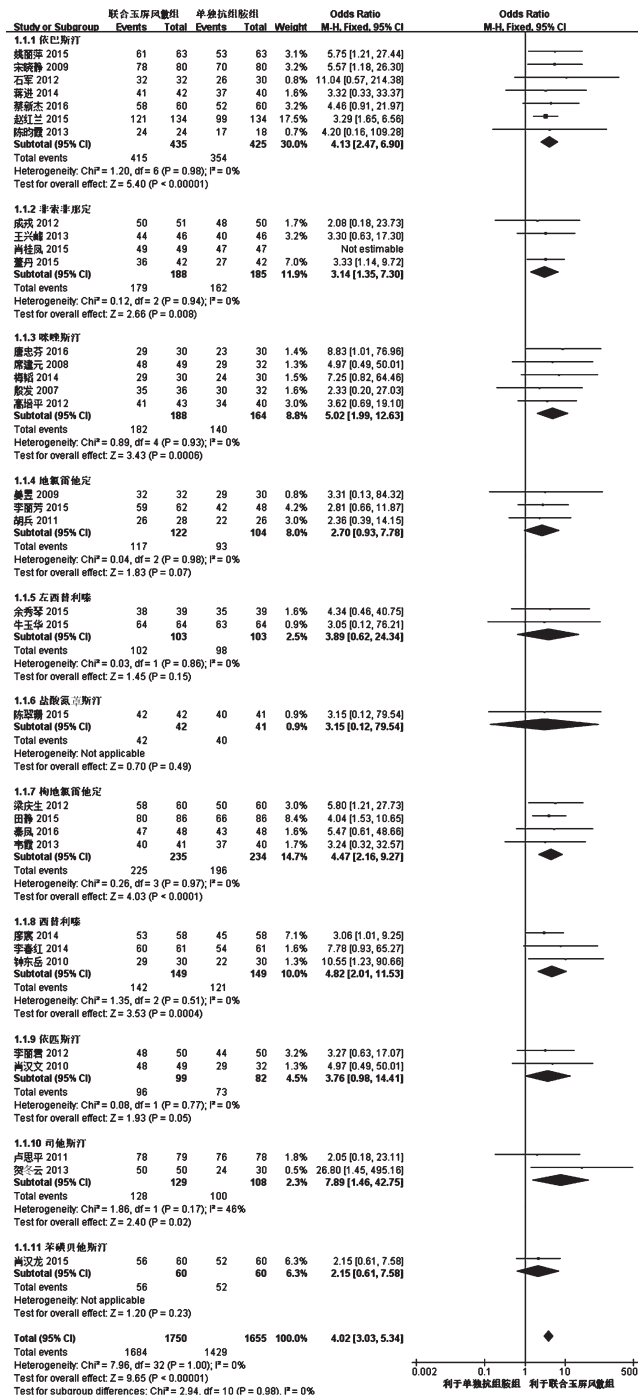 联合玉屏风散组 单独抗组胺组 Odds Ratio Odds Ratio
Study or Subgroup Events Total Events Total Weight M-H, Fixed, 95% CI M-H, Fixed, 95% CI
1.1.1 依巴斯汀
姚丽萍 2015 61 63 53 63 3.1% 5.75 [1.21, 27.44]
宋晓静 2009 78 80 70 80 3.2% 5.57 [1.18, 26.30]
石军 2012 32 32 26 30 0.8% 11.04 [0.57, 214.38]
蒋进 2014 41 42 37 40 1.8% 3.32 [0.33, 33.37]
蔡新杰 2016 58 60 52 60 3.2% 4.46 [0.91, 21.97]
赵红兰 2015 121 134 99 134 17.5% 3.29 [1.65, 6.56]
陈昀霞 2013 24 24 17 18 0.7% 4.20 [0.16, 109.28]
Subtotal (95% CI) 435 425 30.0% 4.13 [2.47, 6.90]
Total events 415 354
Heterogeneity: Chi² = 1.20, df = 6 (P = 0.98); I² = 0%
Test for overall effect: Z = 5.40 (P < 0.00001)
1.1.2 非索非那定
成戎 2012 50 51 48 50 1.7% 2.08 [0.18, 23.73]
王兴峰 2013 44 46 40 46 3.2% 3.30 [0.63, 17.30]
肖桂凤 2015 49 49 47 47 Not estimable
董丹 2015 36 42 27 42 7.0% 3.33 [1.14, 9.72]
Subtotal (95% CI) 188 185 11.9% 3.14 [1.35, 7.30]
Total events 179 162
Heterogeneity: Chi² = 0.12, df = 2 (P = 0.94); I² = 0%
Test for overall effect: Z = 2.66 (P = 0.008)
1.1.3 咪唑斯汀
唐忠芬 2016 29 30 23 30 1.4% 8.83 [1.01, 76.96]
席建元 2008 48 49 29 32 1.8% 4.97 [0.49, 50.01]
梅韬 2014 29 30 24 30 1.5% 7.25 [0.82, 64.46]
殷发 2007 35 36 30 32 1.7% 2.33 [0.20, 27.03]
高培平 2012 41 43 34 40 3.0% 3.62 [0.69, 19.10]
Subtotal (95% CI) 188 164 8.8% 5.02 [1.99, 12.63]
Total events 182 140
Heterogeneity: Chi² = 0.89, df = 4 (P = 0.93); I² = 0%
Test for overall effect: Z = 3.43 (P = 0.0006)
1.1.4 地氯雷他定
姜昱 2009 32 32 29 30 0.8% 3.31 [0.13, 84.32]
李丽芳 2015 59 62 42 48 4.3% 2.81 [0.66, 11.87]
胡兵 2011 26 28 22 26 2.9% 2.36 [0.39, 14.15]
Subtotal (95% CI) 122 104 8.0% 2.70 [0.93, 7.78]
Total events 117 93
Heterogeneity: Chi² = 0.04, df = 2 (P = 0.98); I² = 0%
Test for overall effect: Z = 1.83 (P = 0.07)
1.1.5 左西替利嗪
余秀琴 2015 38 39 35 39 1.6% 4.34 [0.46, 40.75]
牛玉华 2015 64 64 63 64 0.9% 3.05 [0.12, 76.21]
Subtotal (95% CI) 103 103 2.5% 3.89 [0.62, 24.34]
Total events 102 98
Heterogeneity: Chi² = 0.03, df = 1 (P = 0.86); I² = 0%
Test for overall effect: Z = 1.45 (P = 0.15)
1.1.6 盐酸氮䓬斯汀
陈翠珊 2015 42 42 40 41 0.9% 3.15 [0.12, 79.54]
Subtotal (95% CI) 42 41 0.9% 3.15 [0.12, 79.54]
Total events 42 40
Heterogeneity: Not applicable
Test for overall effect: Z = 0.70 (P = 0.49)
1.1.7 枸地氯雷他定
梁庆生 2012 58 60 50 60 3.0% 5.80 [1.21, 27.73]
田静 2015 80 86 66 86 8.4% 4.04 [1.53, 10.65]
秦凤 2016 47 48 43 48 1.6% 5.47 [0.61, 48.66]
韦霞 2013 40 41 37 40 1.7% 3.24 [0.32, 32.57]
Subtotal (95% CI) 235 234 14.7% 4.47 [2.16, 9.27]
Total events 225 196
Heterogeneity: Chi² = 0.26, df = 3 (P = 0.97); I² = 0%
Test for overall effect: Z = 4.03 (P < 0.0001)
1.1.8 西替利嗪
2014 53 58 45 58 7.1% 3.06 [1.01, 9.25]
李春红 2014 60 61 54 61 1.6% 7.78 [0.93, 65.27]
钟东岳 2010 29 30 22 30 1.3% 10.55 [1.23, 90.66]
Subtotal (95% CI) 149 149 10.0% 4.82 [2.01, 11.53]
Total events 142 121
Heterogeneity: Chi² = 1.35, df = 2 (P = 0.51); I² = 0%
Test for overall effect: Z = 3.53 (P = 0.0004)
1.1.9 依匹斯汀
李丽君 2012 48 50 44 50 3.2% 3.27 [0.63, 17.07]
肖汉文 2010 48 49 29 32 1.4% 4.97 [0.49, 50.01]
Subtotal (95% CI) 99 82 4.5% 3.76 [0.98, 14.41]
Total events 96 73
Heterogeneity: Chi² = 0.08, df = 1 (P = 0.77); I² = 0%
Test for overall effect: Z = 1.93 (P = 0.05)
1.1.10 司他斯汀
卢思平 2011 78 79 76 78 1.8% 2.05 [0.18, 23.11]
贺冬云 2013 50 50 24 30 0.5% 26.80 [1.45, 495.16]
Subtotal (95% CI) 129 108 2.3% 7.89 [1.46, 42.75]
Total events 128 100
Heterogeneity: Chi² = 1.86, df = 1 (P = 0.17); I² = 46%
Test for overall effect: Z = 2.40 (P = 0.02)
1.1.11 苯磺贝他斯汀
肖汉龙 2015 56 60 52 60 6.3% 2.15 [0.61, 7.58]
Subtotal (95% CI) 60 60 6.3% 2.15 [0.61, 7.58]
Total events 56 52
Heterogeneity: Not applicable
Test for overall effect: Z = 1.20 (P = 0.23)
Total (95% CI) 1750 1655 100.0% 4.02 [3.03, 5.34]
Total events 1684 1429
Heterogeneity: Chi² = 7.96, df = 32 (P = 1.00); I² = 0%
Test for overall effect: Z = 9.65 (P < 0.00001)
Test for subgroup differences: Chi² = 2.94, df = 10 (P = 0.98), I² = 0%
0.002 0.1 1 10 500
利于单独抗组胺组 利于联合玉屏风散组